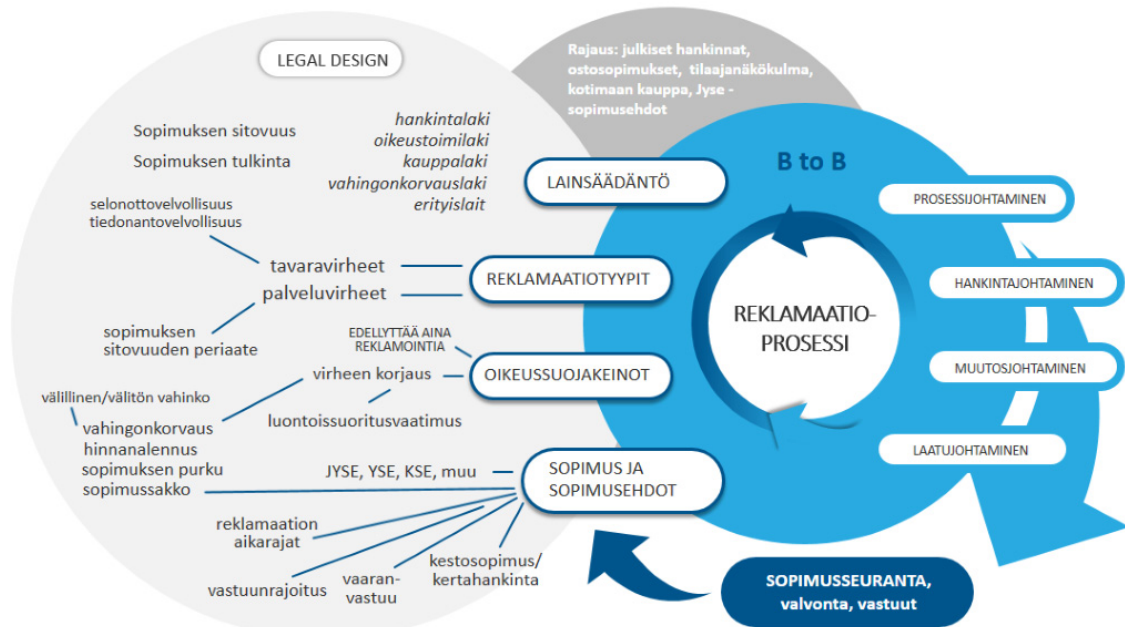 LEGAL DESIGN
Rajaus: julkiset hankinnat,
ostosopimukset, tilaajanäkökulma,
kotimaan kauppa, Jyse -
sopimusehdot
Sopimuksen sitovuus
Sopimuksen tulkinta
hankintalaki
oikeustoimilaki
kauppalaki
vahingonkorvauslaki
erityislait
LAINSÄÄDÄNTÖ
B to B
PROSESSIJOHTAMINEN
selonottovelvollisuus
tiedonantovelvollisuus
tavaravirheet
palveluvirheet
REKLAMAATIOTYYPIT
HANKINTAJOHTAMINEN
REKLAMAATIO-
PROSESSI
sopimuksen
sitovuuden periaate
EDELLYTTÄÄ AINA
REKLAMOINTIA
virheen korjaus
OIKEUSSUOJAKEINOT
MUUTOSJOHTAMINEN
välillinen/välitön vahinko
luontoissuoritusvaatimus
vahingonkorvaus
hinnanalennus
sopimuksen purku
sopimussakko
LAATUJOHTAMINEN
JYSE, YSE, KSE, muu
SOPIMUS JA
SOPIMUSEHDOT
reklamaation
aikarajat
vastuunrajoitus
vaaran-
vastuu
kestosopimus/
kertahankinta
SOPIMUSSEURANTA,
valvonta, vastuut